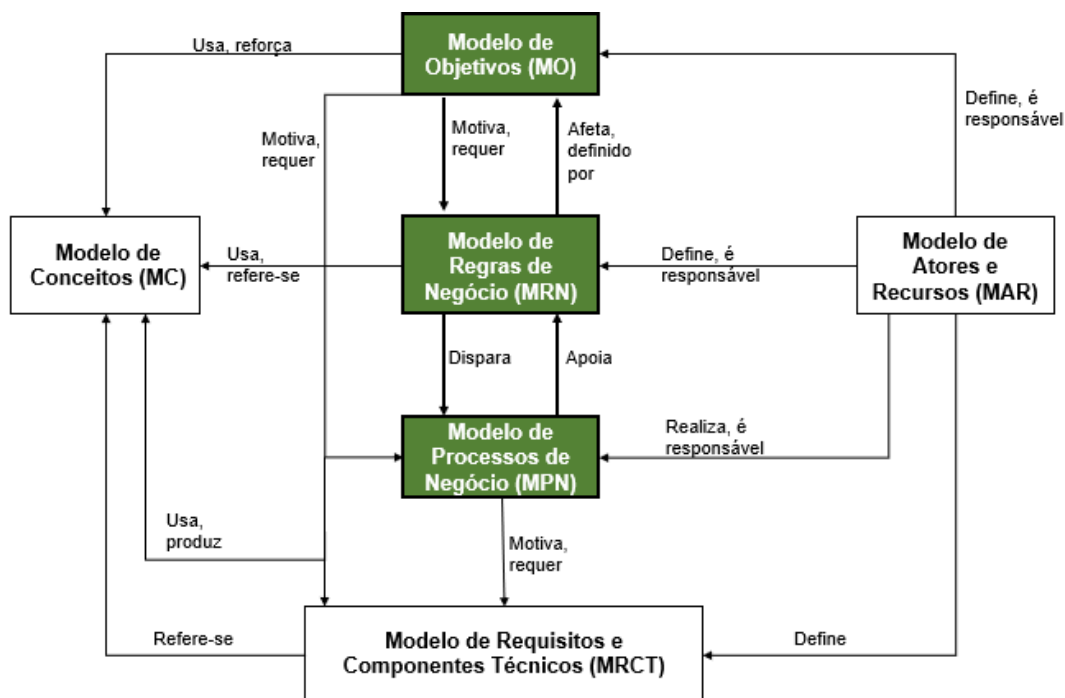 Modelo de
Objetivos (MO)
Usa, reforça
Define, é
responsável
Motiva,
requer
Motiva,
requer
Afeta,
definido
por
Modelo de
Conceitos (MC)
Usa,
refere-se
Modelo de
Regras de
Negócio (MRN)
Define, é
responsável
Modelo de
Atores e
Recursos (MAR)
Dispara
Apoia
Modelo de
Processos de
Negócio (MPN)
Realiza, é
responsável
Usa,
produz
Motiva,
requer
Refere-se
Modelo de Requisitos e
Componentes Técnicos (MRCT)
Define